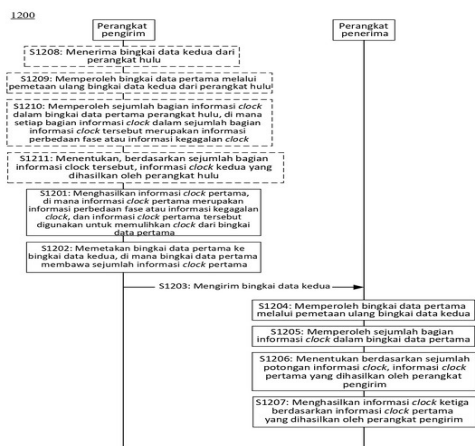 1200
Perangkat
pengirim
Perangkat
penerima
S1208: Menerima bingkai data kedua dari
perangkat hulu
S1209: Memperoleh bingkai data pertama melalui
pemetaan ulang bingkai data kedua dari perangkat hulu
S1210: Memperoleh sejumlah bagian informasi clock
dalam bingkai data pertama perangkat hulu, di mana
setiap bagian informasi clock dalam sejumlah bagian
informasi clock tersebut merupakan informasi
perbedaan fase atau informasi kegagalan clock
S1211: Menentukan, berdasarkan sejumlah bagian
informasi clock tersebut, informasi clock kedua yang
dihasilkan oleh perangkat hulu
S1201: Menghasilkan informasi clock pertama,
di mana informasi clock pertama merupakan
informasi perbedaan fase atau informasi kegagalan
clock, dan informasi clock pertama tersebut
digunakan untuk memulihkan clock dari bingkai
data pertama
S1202: Memetakan bingkai data pertama ke
bingkai data kedua, di mana bingkai data pertama
membawa sejumlah informasi clock pertama
S1203: Mengirim bingkai data kedua
S1204: Memperoleh bingkai data pertama
melalui pemetaan ulang bingkai data kedua
S1205: Memperoleh sejumlah bagian
informasi clock dalam bingkai data pertama
S1206: Menentukan berdasarkan sejumlah
potongan informasi clock, informasi clock
pertama yang dihasilkan oleh perangkat
pengirim
S1207: Menghasilkan informasi clock ketiga
berdasarkan informasi clock pertama
yang dihasilkan oleh perangkat pengirim